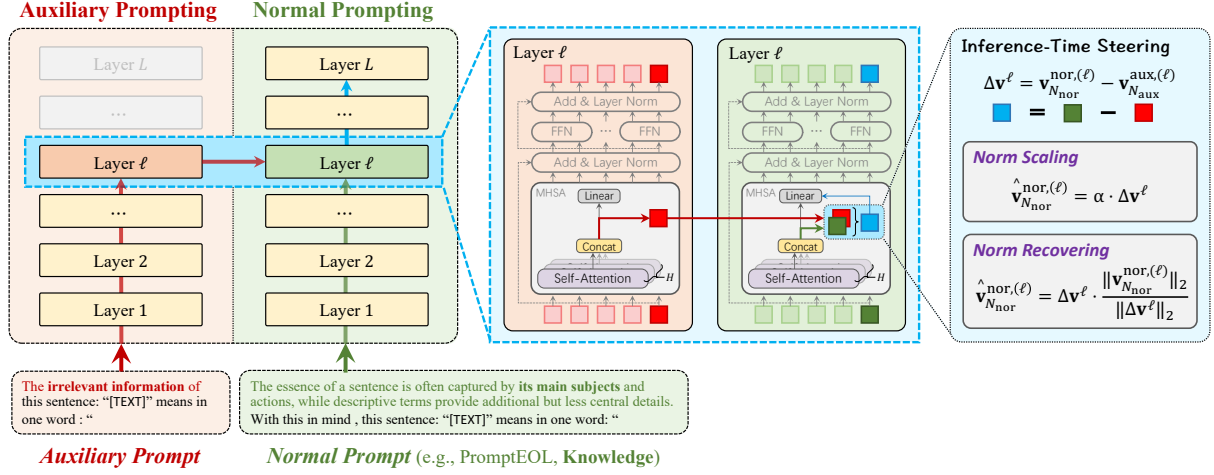 Auxiliary Prompting
Normal Prompting
Layer L
...
Layer ℓ
...
Layer 2
Layer 1
Layer L
...
Layer ℓ
...
Layer 2
Layer 1
The irrelevant information of
this sentence: “[TEXT]” means in
one word : “
Auxiliary Prompt
The essence of a sentence is often captured by its main subjects and
actions, while descriptive terms provide additional but less central details.
With this in mind , this sentence: “[TEXT]” means in one word: “
Normal Prompt (e.g., PromptEOL, Knowledge)
Layer ℓ
Add & Layer Norm
FFN ... FFN
Add & Layer Norm
MHSA
Linear
Concat
Self-Attention
H
Layer ℓ
Add & Layer Norm
FFN ... FFN
Add & Layer Norm
MHSA
Linear
Concat
Self-Attention
H
Inference-Time Steering
Δv^ℓ = v_{N_nor}^{nor,(ℓ)} − v_{N_aux}^{aux,(ℓ)}
= −
Norm Scaling
v̂_{N_nor}^{nor,(ℓ)} = α · Δv^ℓ
Norm Recovering
v̂_{N_nor}^{nor,(ℓ)} = Δv^ℓ · ‖v_{N_nor}^{nor,(ℓ)}‖₂ / ‖Δv^ℓ‖₂